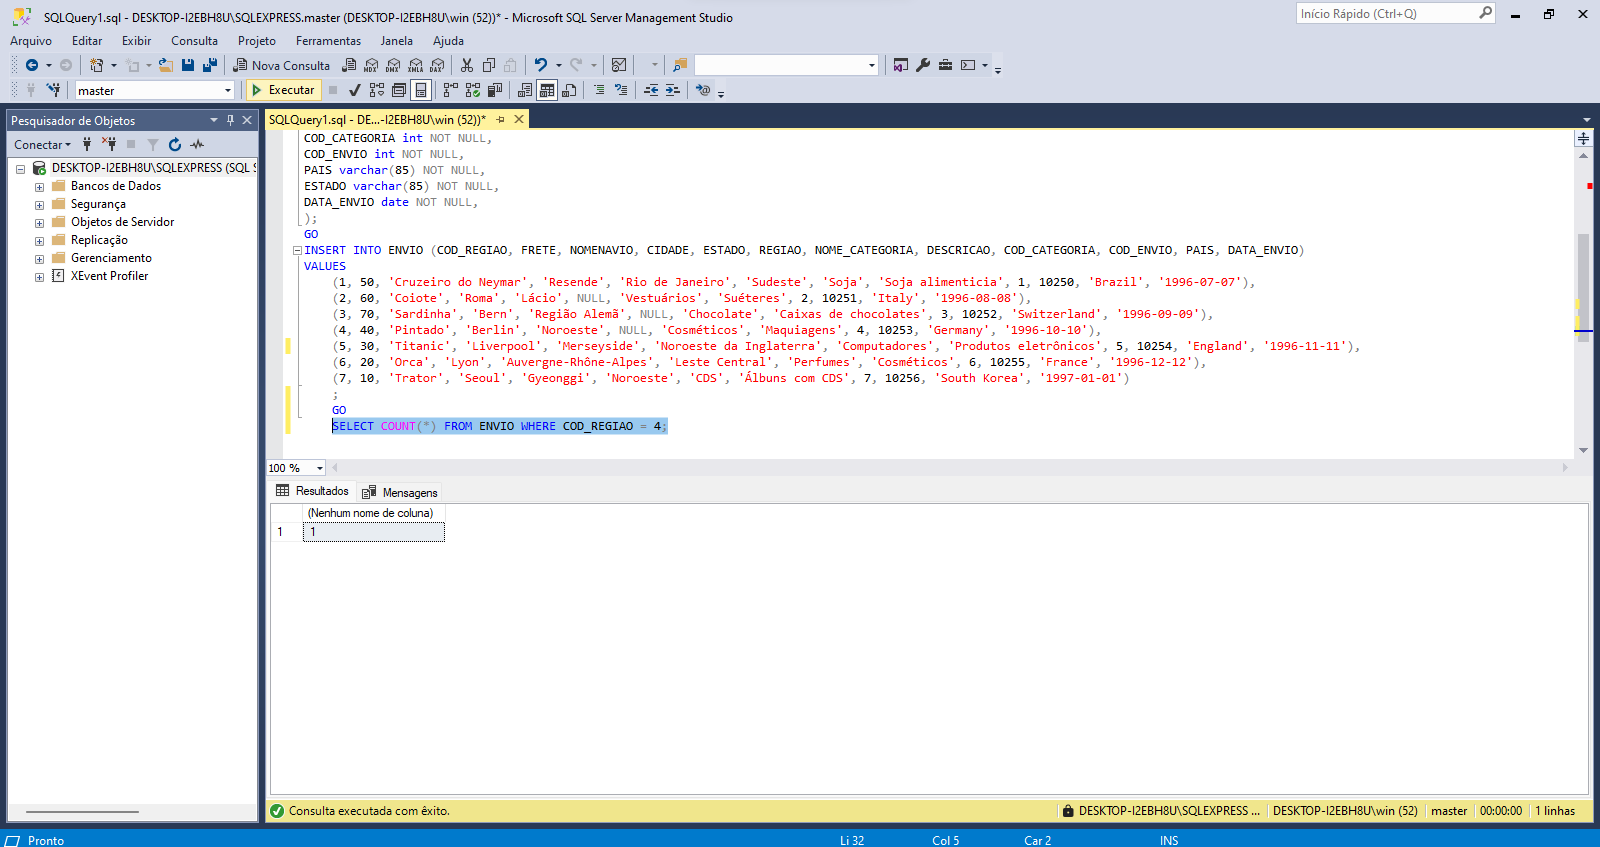 SQLQuery1.sql - DESKTOP-I2EBH8U\SQLEXPRESS.master (DESKTOP-I2EBH8U\win (52))* - Microsoft SQL Server Management Studio
Início Rápido (Ctrl+Q)
Arquivo Editar Exibir Consulta Projeto Ferramentas Janela Ajuda
Nova Consulta MDX DMX XMLA DAX
master Executar
Pesquisador de Objetos
SQLQuery1.sql - DE...-I2EBH8U\win (52))*
Conectar
DESKTOP-I2EBH8U\SQLEXPRESS (SQL S
Bancos de Dados
Segurança
Objetos de Servidor
Replicação
Gerenciamento
XEvent Profiler
COD_CATEGORIA int NOT NULL,
COD_ENVIO int NOT NULL,
PAIS varchar(85) NOT NULL,
ESTADO varchar(85) NOT NULL,
DATA_ENVIO date NOT NULL,
);
GO
INSERT INTO ENVIO (COD_REGIAO, FRETE, NOMENAVIO, CIDADE, ESTADO, REGIAO, NOME_CATEGORIA, DESCRICAO, COD_CATEGORIA, COD_ENVIO, PAIS, DATA_ENVIO)
VALUES
(1, 50, 'Cruzeiro do Neymar', 'Resende', 'Rio de Janeiro', 'Sudeste', 'Soja', 'Soja alimenticia', 1, 10250, 'Brazil', '1996-07-07'),
(2, 60, 'Coiote', 'Roma', 'Lácio', NULL, 'Vestuários', 'Suéteres', 2, 10251, 'Italy', '1996-08-08'),
(3, 70, 'Sardinha', 'Bern', 'Região Alemã', NULL, 'Chocolate', 'Caixas de chocolates', 3, 10252, 'Switzerland', '1996-09-09'),
(4, 40, 'Pintado', 'Berlin', 'Noroeste', NULL, 'Cosméticos', 'Maquiagens', 4, 10253, 'Germany', '1996-10-10'),
(5, 30, 'Titanic', 'Liverpool', 'Merseyside', 'Noroeste da Inglaterra', 'Computadores', 'Produtos eletrônicos', 5, 10254, 'England', '1996-11-11'),
(6, 20, 'Orca', 'Lyon', 'Auvergne-Rhône-Alpes', 'Leste Central', 'Perfumes', 'Cosméticos', 6, 10255, 'France', '1996-12-12'),
(7, 10, 'Trator', 'Seoul', 'Gyeonggi', 'Noroeste', 'CDS', 'Álbuns com CDS', 7, 10256, 'South Korea', '1997-01-01')
;
GO
SELECT COUNT(*) FROM ENVIO WHERE COD_REGIAO = 4;
100 %
Resultados Mensagens
(Nenhum nome de coluna)
1 1
Consulta executada com êxito. DESKTOP-I2EBH8U\SQLEXPRESS ... DESKTOP-I2EBH8U\win (52) master 00:00:00 1 linhas
Pronto Li 32 Col 5 Car 2 INS